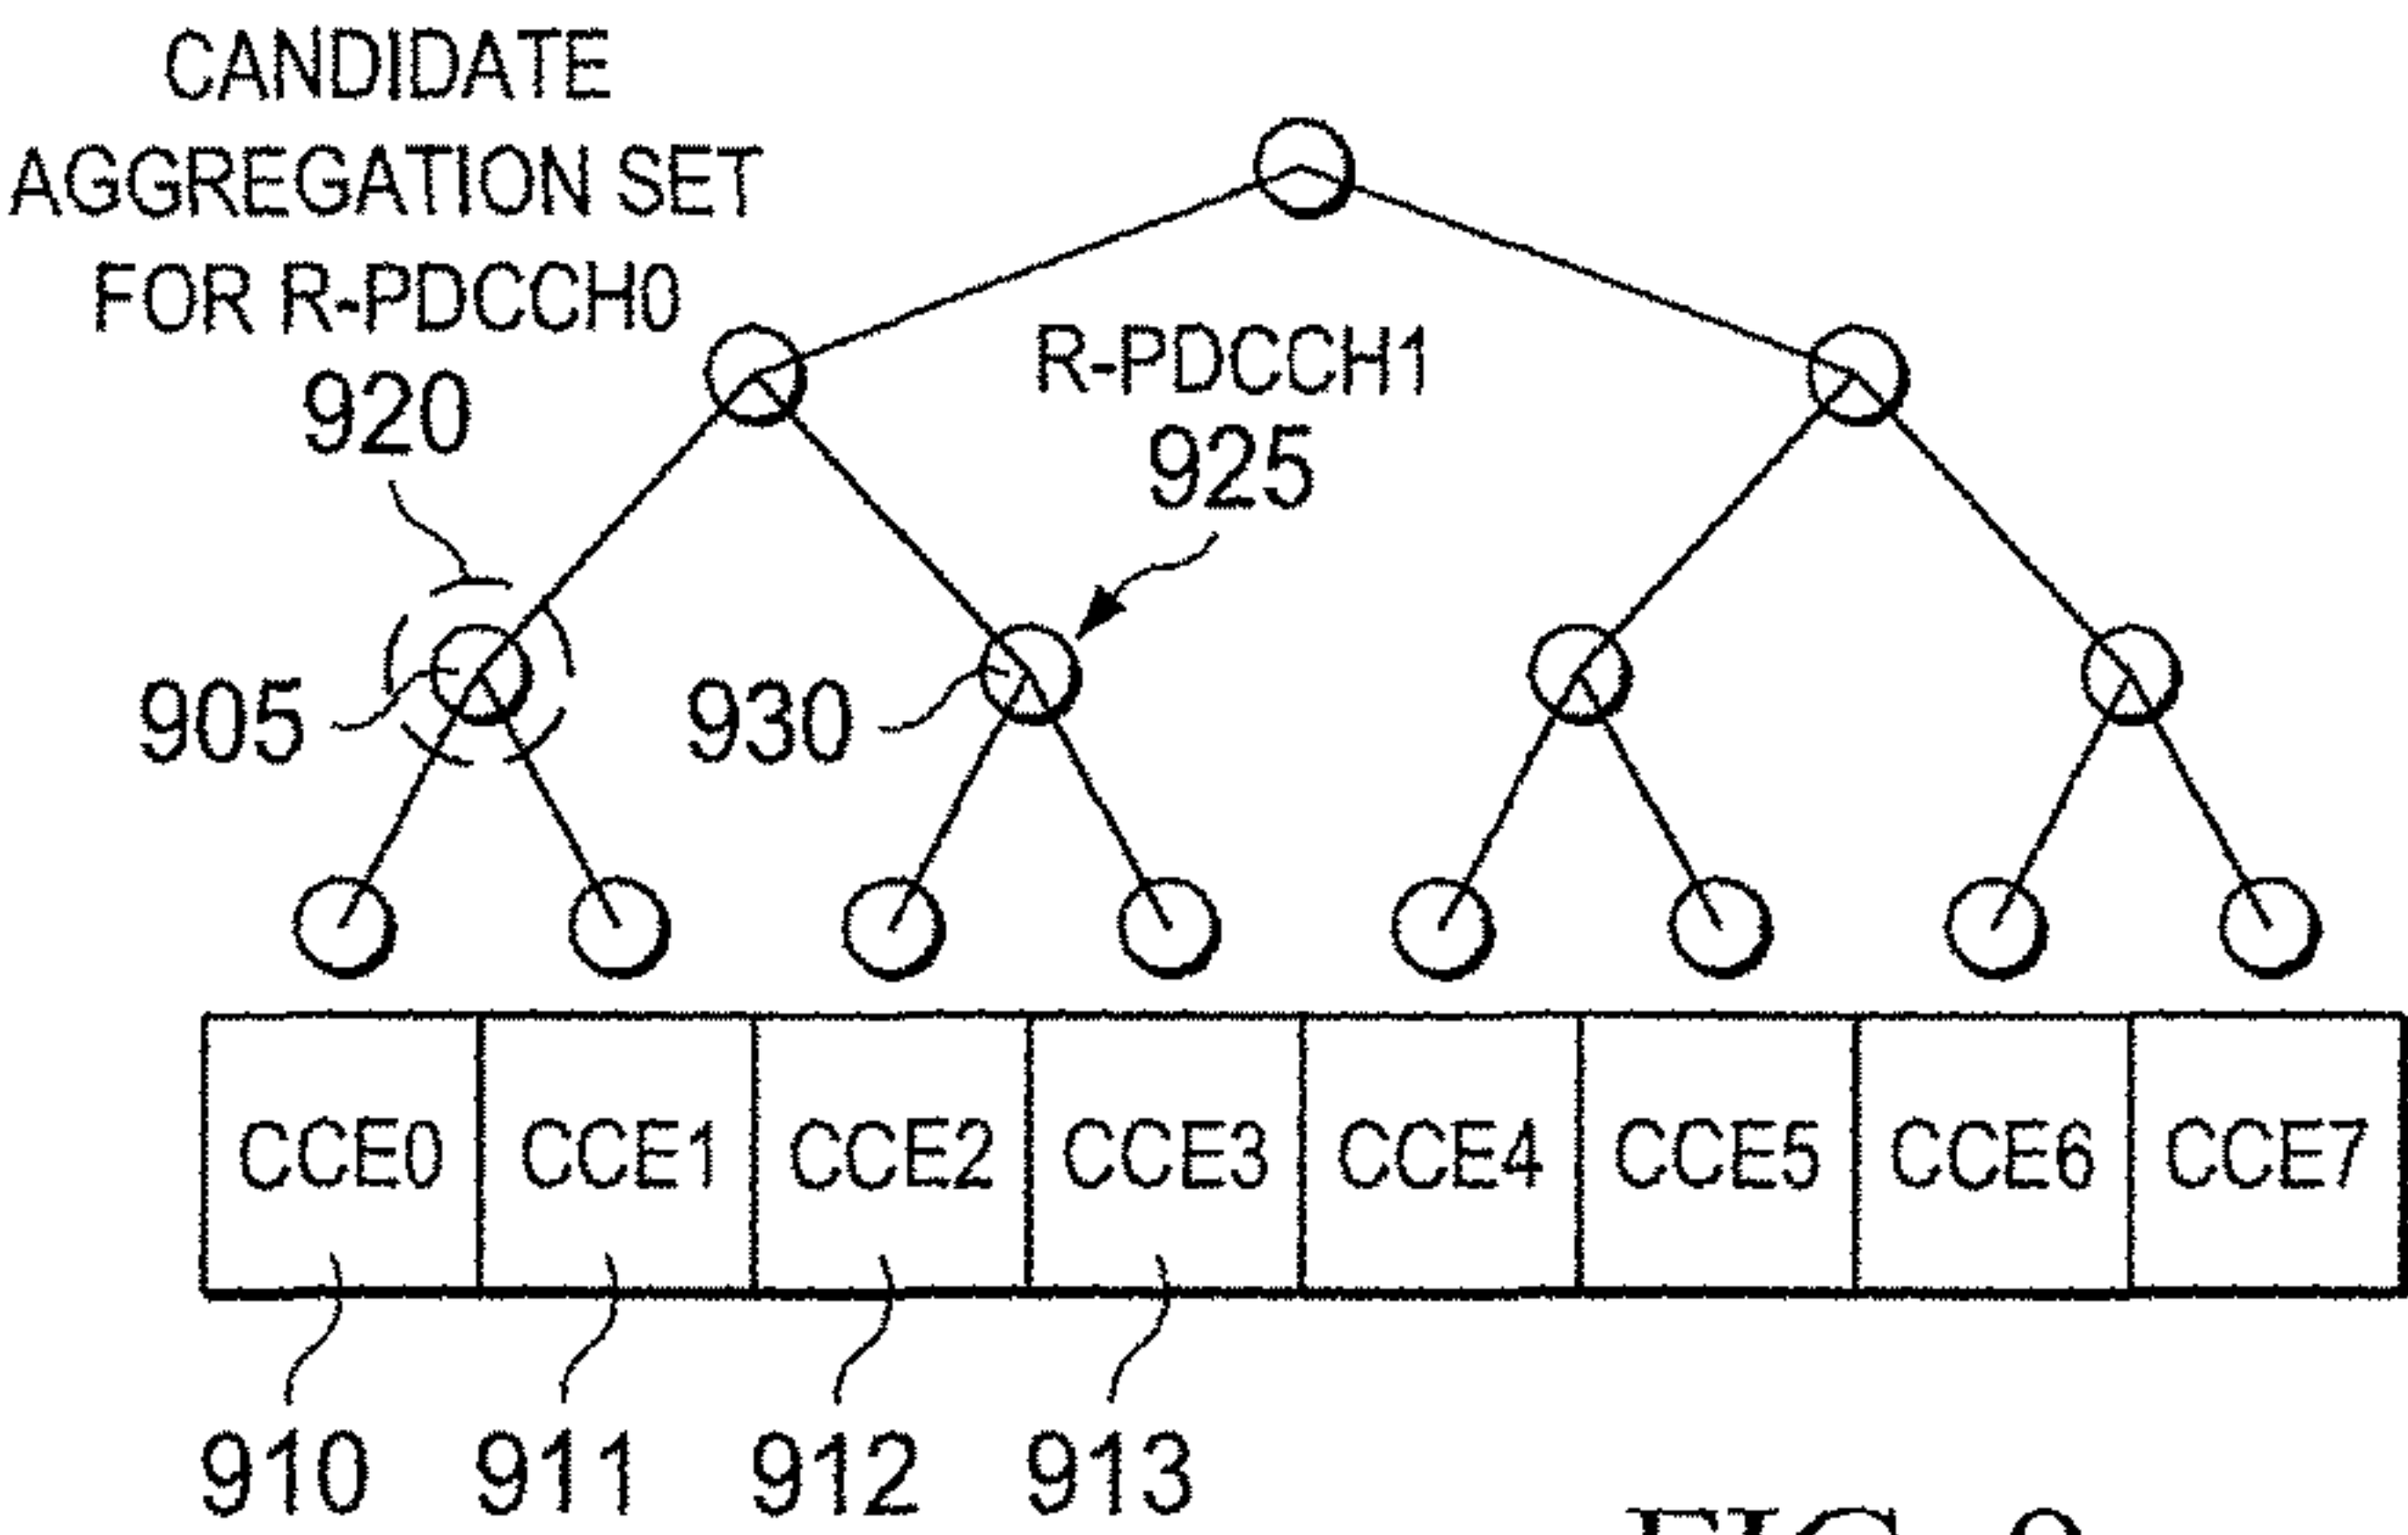 CANDIDATE
AGGREGATION SET
FOR R-PDCCH0
920
R-PDCCH1
925
905
930
CCE0 CCE1 CCE2 CCE3 CCE4 CCE5 CCE6 CCE7
910 911 912 913